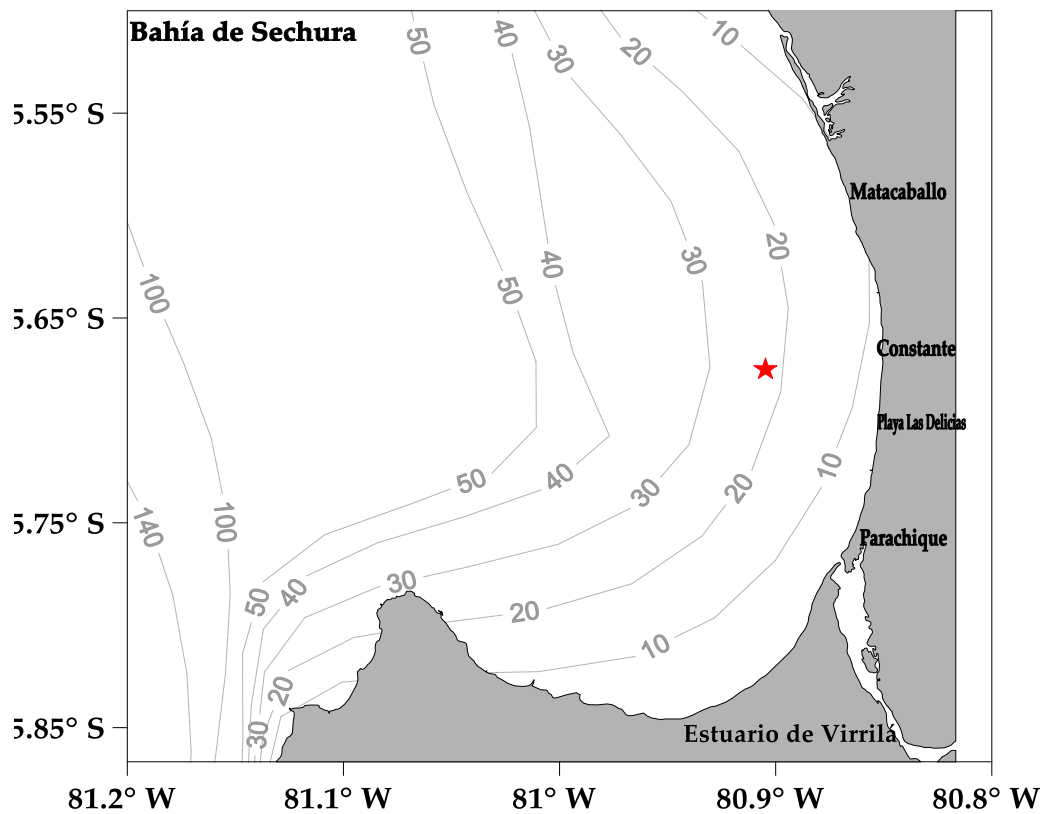 Bahía de Sechura
50
40
30
20
10
5.55° S
Matacaballo
20
30
40
50
100
5.65° S
Constante
Playa Las Delicias
10
50
40
30
20
140
100
5.75° S
Parachique
50
40
30
20
10
20
30
5.85° S
Estuario de Virrilá
81.2° W
81.1° W
81° W
80.9° W
80.8° W